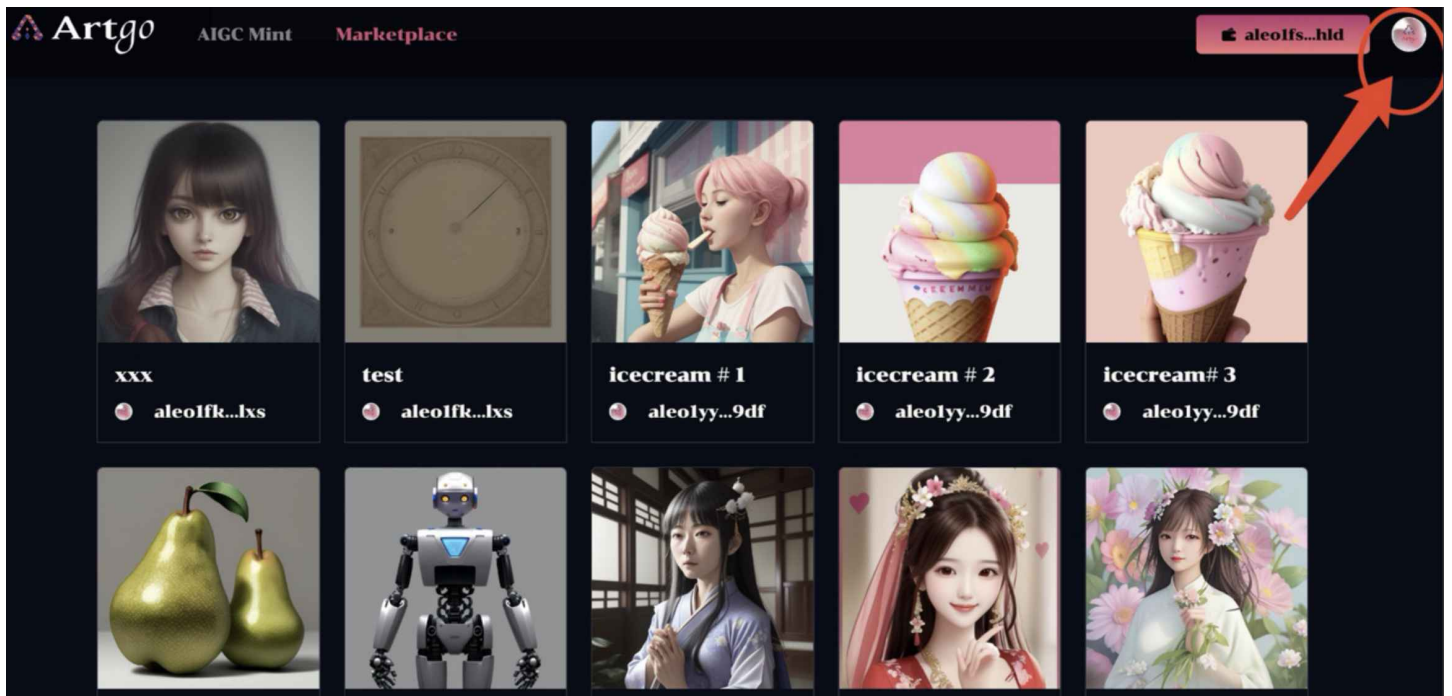 Artgo
AIGC Mint
Marketplace
aleo1fs...hld
xxx
aleo1fk...lxs
test
aleo1fk...lxs
icecream # 1
aleo1yy...9df
icecream # 2
aleo1yy...9df
icecream# 3
aleo1yy...9df